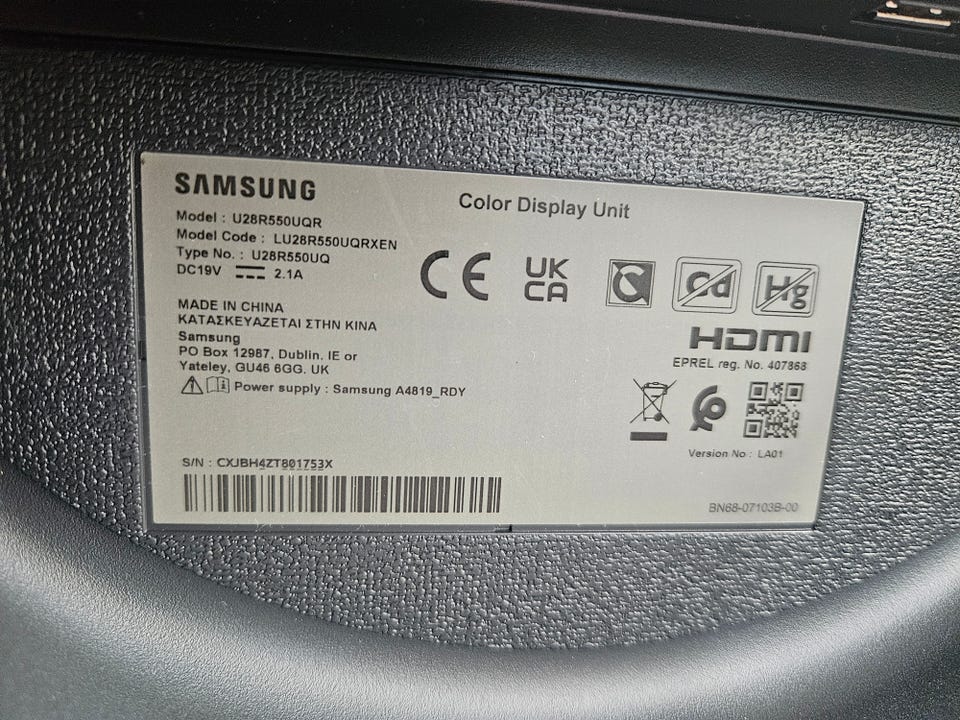 SAMSUNG
Color Display Unit
Model : U28R550UQR
Model Code : LU28R550UQRXEN
Type No. : U28R550UQ
DC19V 2.1A
CE
UK
CA
C
Cd
Hg
MADE IN CHINA
ΚΑΤΑΣΚΕΥΑΖΕΤΑΙ ΣΤΗΝ ΚΙΝΑ
Samsung
PO Box 12987, Dublin. IE or
Yateley, GU46 6GG. UK
Power supply : Samsung A4819_RDY
HDMI
EPREL reg. No. 407868
Version No : LA01
S/N : CXJBH4ZT801753X
BN68-07103B-00